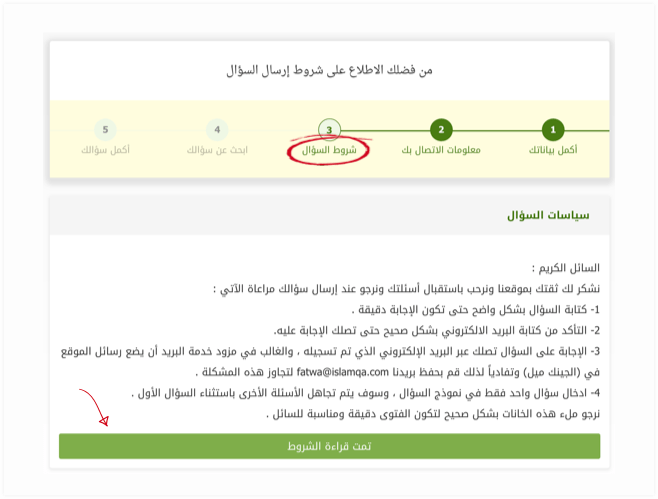 من فضلك الاطلاع على شروط إرسال السؤال
1 2 3 4 5
أكمل بياناتك معلومات الاتصال بك شروط السؤال ابحث عن سؤالك أكمل سؤالك
سياسات السؤال
السائل الكريم :
نشكر لك ثقتك بموقعنا ونرحب باستقبال أسئلتك ونرجو عند إرسال سؤالك مراعاة الآتي :
1- كتابة السؤال بشكل واضح حتى تكون الإجابة دقيقة .
2- التأكد من كتابة البريد الالكتروني بشكل صحيح حتى تصلك الإجابة عليه.
3- الإجابة على السؤال تصلك عبر البريد الإلكتروني الذي تم تسجيله ، والغالب في مزود خدمة البريد أن يضع رسائل الموقع
في (الجينك ميل) وتفادياً لذلك قم بحفظ بريدنا fatwa@islamqa.com لتجاوز هذه المشكلة .
4- ادخال سؤال واحد فقط في نموذج السؤال ، وسوف يتم تجاهل الأسئلة الأخرى باستثناء السؤال الأول .
نرجو ملء هذه الخانات بشكل صحيح لتكون الفتوى دقيقة ومناسبة للسائل .
تمت قراءة الشروط